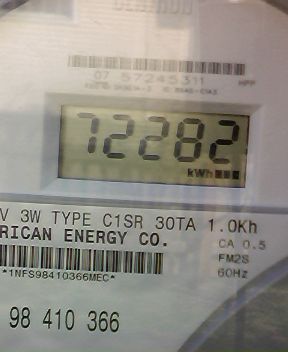 CENTRON
07 57245311
72282
kWh
V 3W TYPE C1SR 30TA 1.0Kh
RICAN ENERGY CO.
CA 0.5
*1NFS98410366MEC*
FM2S
60Hz
98 410 366